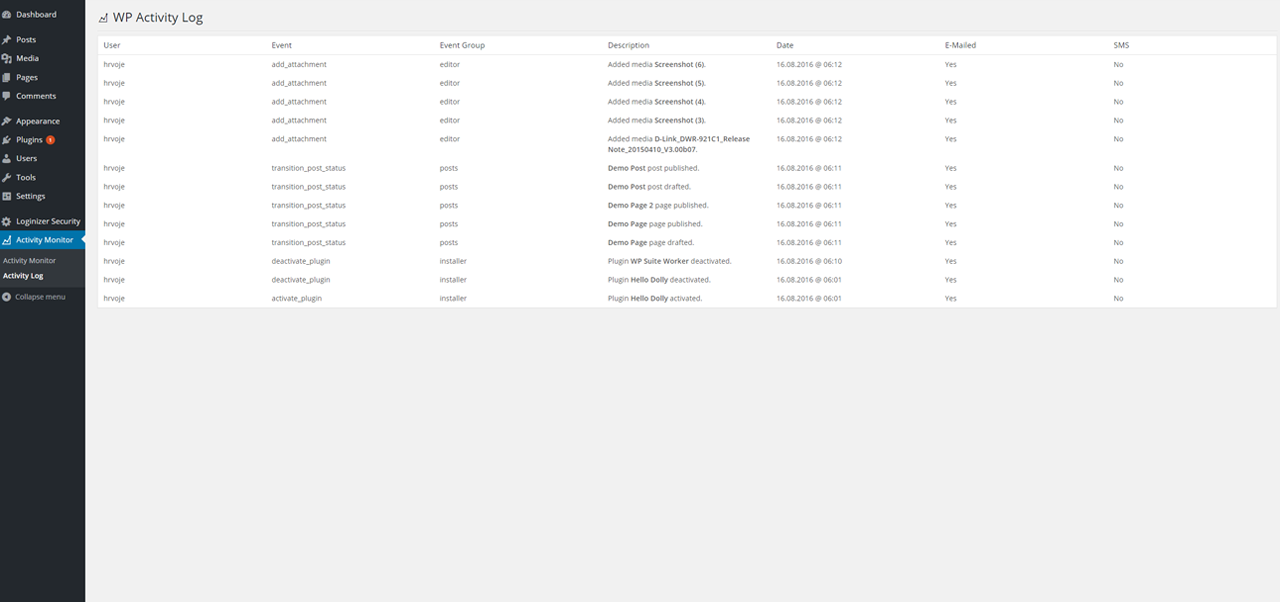 Dashboard
Posts
Media
Pages
Comments
Appearance
Plugins 1
Users
Tools
Settings
Loginizer Security
Activity Monitor
Activity Monitor
Activity Log
Collapse menu
WP Activity Log
User Event Event Group Description Date E-Mailed SMS
hrvoje add_attachment editor Added media Screenshot (6). 16.08.2016 @ 06:12 Yes No
hrvoje add_attachment editor Added media Screenshot (5). 16.08.2016 @ 06:12 Yes No
hrvoje add_attachment editor Added media Screenshot (4). 16.08.2016 @ 06:12 Yes No
hrvoje add_attachment editor Added media Screenshot (3). 16.08.2016 @ 06:12 Yes No
hrvoje add_attachment editor Added media D-Link_DWR-921C1_Release 16.08.2016 @ 06:12 Yes No
Note_20150410_V3.00b07.
hrvoje transition_post_status posts Demo Post post published. 16.08.2016 @ 06:11 Yes No
hrvoje transition_post_status posts Demo Post post drafted. 16.08.2016 @ 06:11 Yes No
hrvoje transition_post_status posts Demo Page 2 page published. 16.08.2016 @ 06:11 Yes No
hrvoje transition_post_status posts Demo Page page published. 16.08.2016 @ 06:11 Yes No
hrvoje transition_post_status posts Demo Page page drafted. 16.08.2016 @ 06:11 Yes No
hrvoje deactivate_plugin installer Plugin WP Suite Worker deactivated. 16.08.2016 @ 06:10 Yes No
hrvoje deactivate_plugin installer Plugin Hello Dolly deactivated. 16.08.2016 @ 06:01 Yes No
hrvoje activate_plugin installer Plugin Hello Dolly activated. 16.08.2016 @ 06:01 Yes No